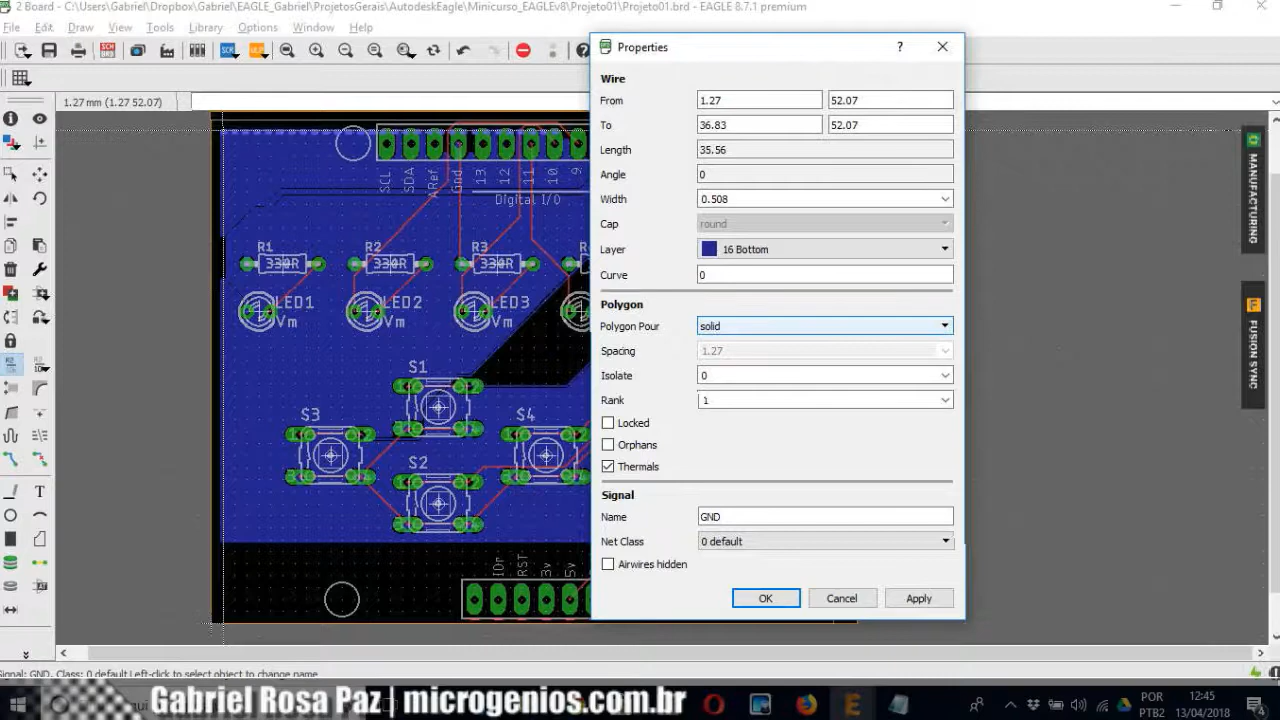 2 Board - C:\Users\Gabriel\Dropbox\Gabriel\EAGLE_Gabriel\ProjetosGerais\AutodeskEagle\Minicurso_EAGLEv8\Projeto01\Projeto01.brd - EAGLE 8.7.1 premium
File Edit Draw View Tools Library Options Window Help
SCH
BRD
SCR
ULP
1.27 mm (1.27 52.07)
Properties
?
Wire
From 1.27 52.07
To 36.83 52.07
Length 35.56
Angle 0
Width 0.508
Cap round
Layer 16 Bottom
Curve 0
Polygon
Polygon Pour solid
Spacing 1.27
Isolate 0
Rank 1
Locked
Orphans
Thermals
Signal
Name GND
Net Class 0 default
Airwires hidden
OK Cancel Apply
SCL
SDA
ARef
Gnd
13
12
11
10
9
Digital I/O
R1 R2 R3
330R 330R 330R
LED1 LED2 LED3
Vm Vm Vm
S1
S3 S4
S2
IOr
RST
3v
5v
MANUFACTURING
FUSION SYNC
Signal: GND, Class: 0 default Left-click to select object to change name
Gabriel Rosa Paz | microgenios.com.br
POR
PTB2
12:45
13/04/2018